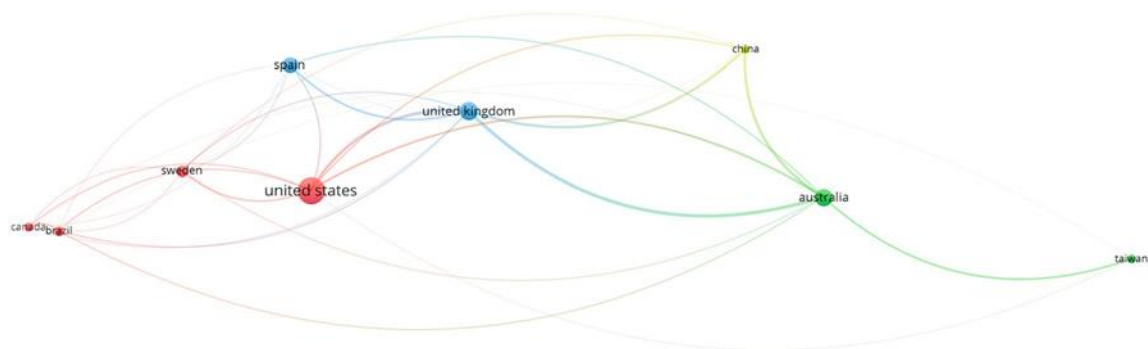 china
spain
united kingdom
sweden
united states
australia
canada
brazil
taiwan